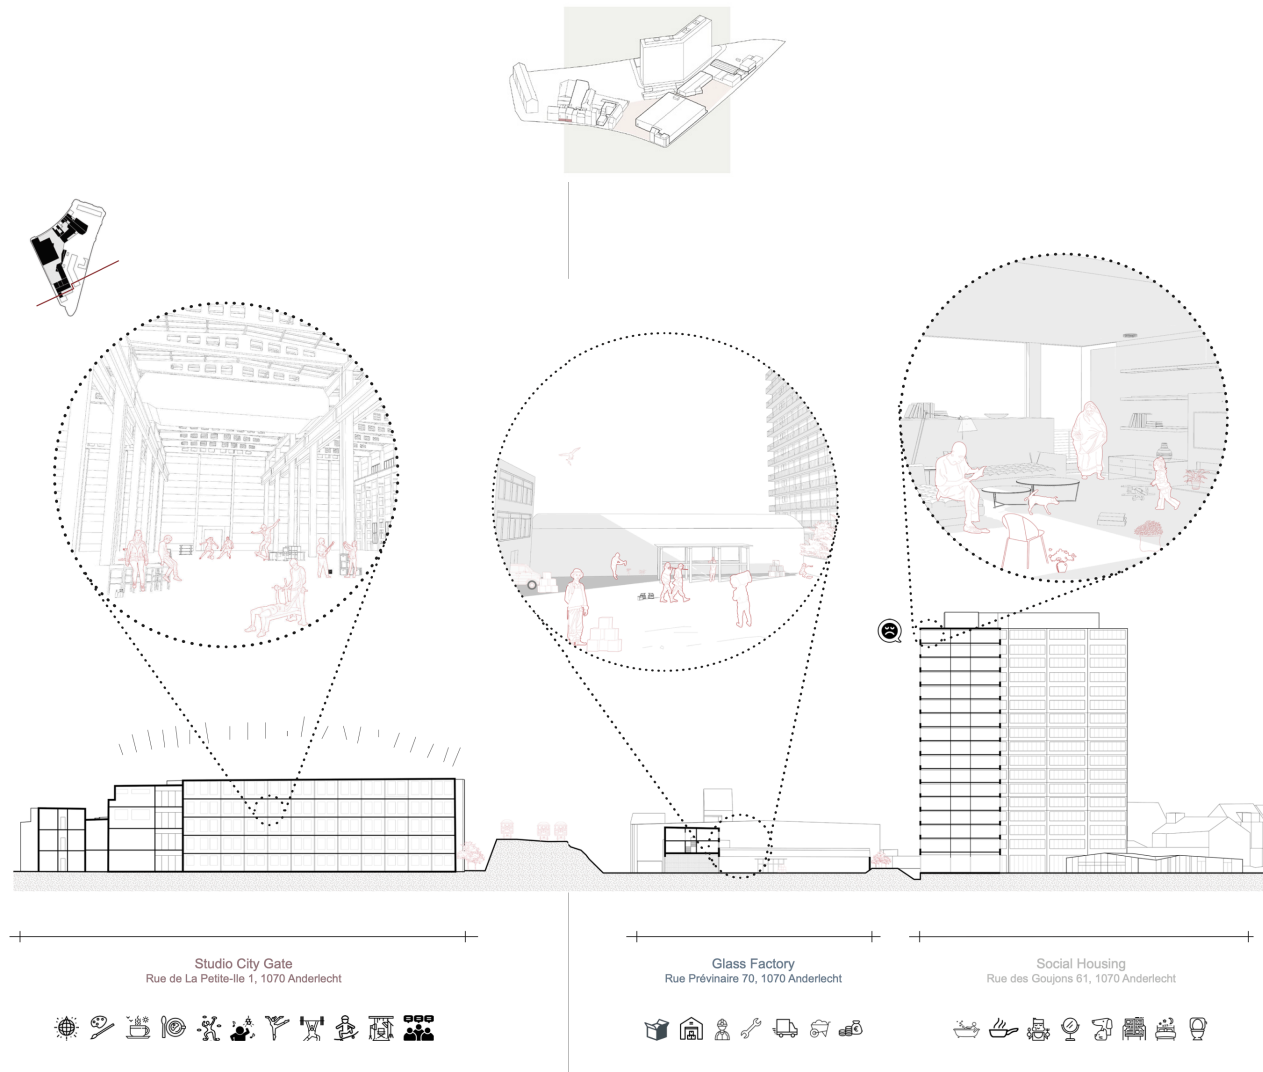 Studio City Gate
Rue de La Petite-Ile 1, 1070 Anderlecht
Glass Factory
Rue Prévinaire 70, 1070 Anderlecht
Social Housing
Rue des Goujons 61, 1070 Anderlecht